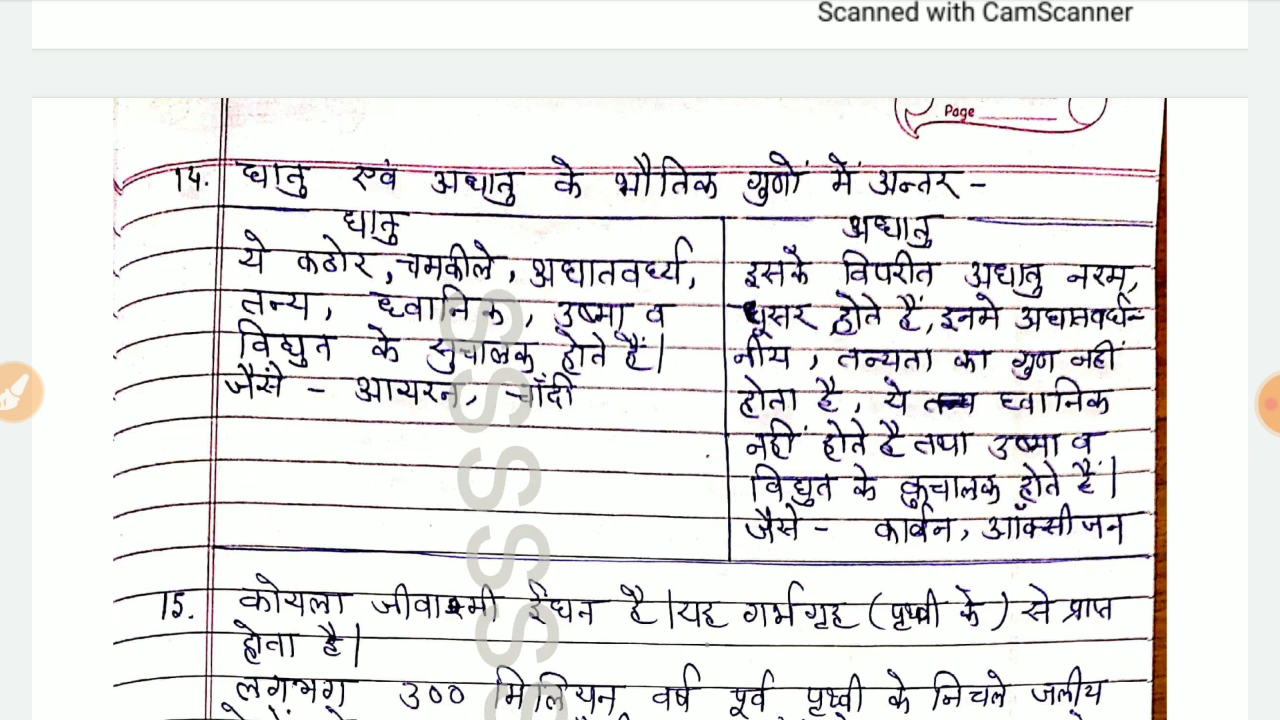 Scanned with CamScanner
Page
14. धातु एवं अधातु के भौतिक गुणों में अन्तर -
धातु
ये कठोर, चमकीले, अघातवर्ध्य,
तन्य, ध्वानिक, उष्मा व
विद्युत के सुचालक होते हैं|
जैसे - आयरन, चाँदी
अधातु
इसके विपरीत अधातु नरम,
धूसर होते हैं, इनमे अघातवर्ध-
नीय, तन्यता का गुण नहीं
होता है, ये ध्वानिक
नहीं होते है तथा उष्मा व
विद्युत के कुचालक होते हैं|
जैसे - कार्बन, ऑक्सीजन
15. कोयला जीवाश्मी ईंधन है|यह गर्भगृह (पृथ्वी के) से प्राप्त
होता है|
लगभग 300 मिलियन वर्ष पूर्व पृथ्वी के निचले जलीय
SSSSS